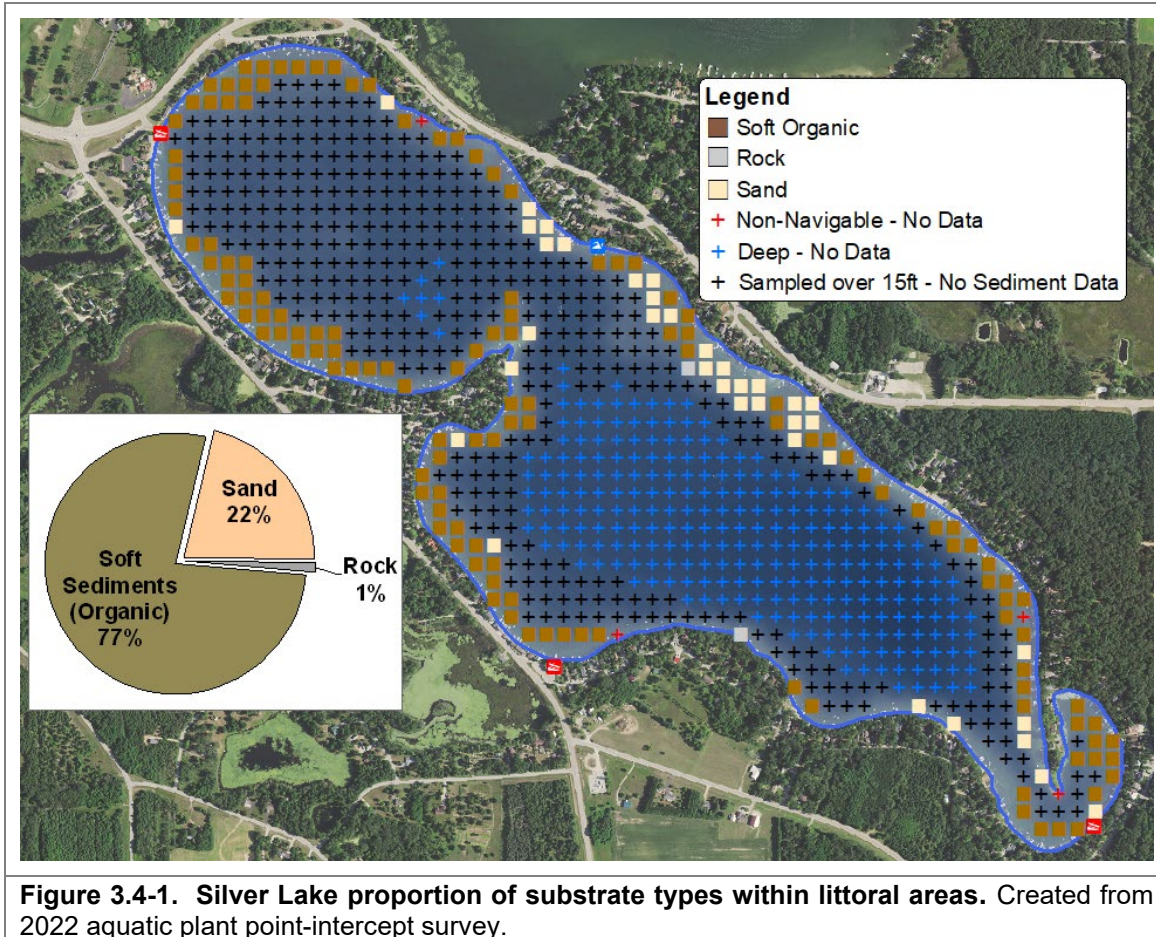 Legend
Soft Organic
Rock
Sand
Non-Navigable - No Data
Deep - No Data
Sampled over 15ft - No Sediment Data
Sand
22%
Rock
1%
Soft
Sediments
(Organic)
77%
Figure 3.4-1. Silver Lake proportion of substrate types within littoral areas. Created from
2022 aquatic plant point-intercept survey.